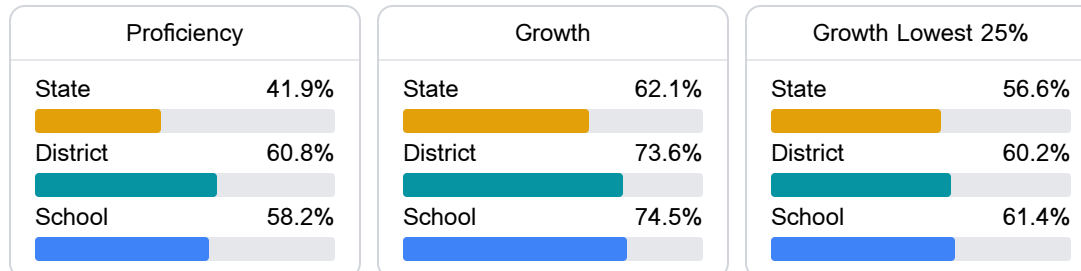 Proficiency
State 41.9%
District 60.8%
School 58.2%
Growth
State 62.1%
District 73.6%
School 74.5%
Growth Lowest 25%
State 56.6%
District 60.2%
School 61.4%